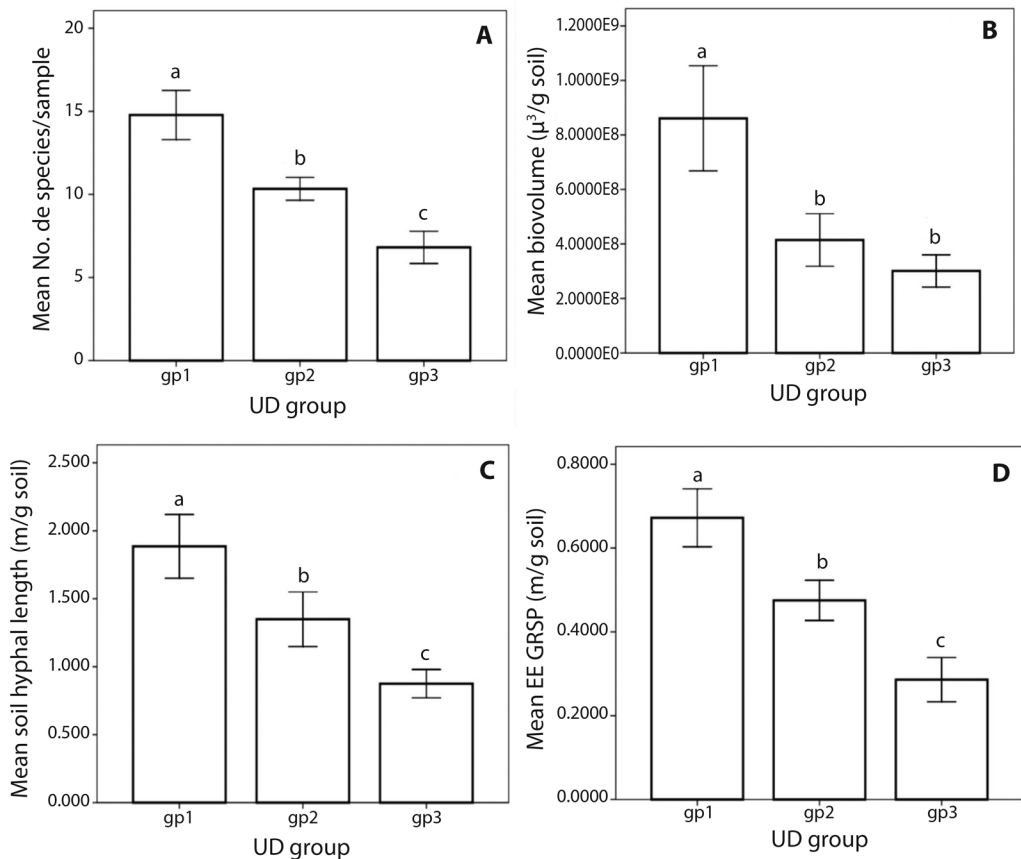 A
Mean No. de species/sample
20
15
10
5
0
a
b
c
gp1 gp2 gp3
UD group
B
Mean biovolume (µ³/g soil)
1.2000E9
1.0000E9
8.0000E8
6.0000E8
4.0000E8
2.0000E8
0.0000E0
a
b
b
gp1 gp2 gp3
UD group
C
Mean soil hyphal length (m/g soil)
2.500
2.000
1.500
1.000
0.500
0.000
a
b
c
gp1 gp2 gp3
UD group
D
Mean EE GRSP (m/g soil)
0.8000
0.6000
0.4000
0.2000
0.0000
a
b
c
gp1 gp2 gp3
UD group